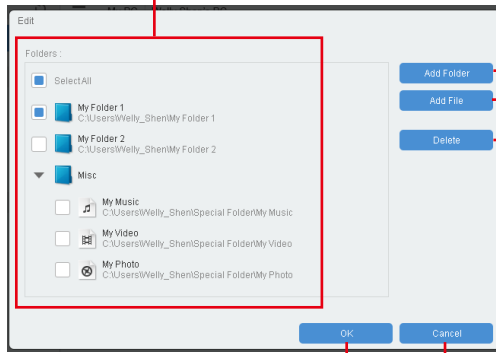 Edit
Folders :
SelectAll
Add Folder
My Folder 1
C:\Users\Welly_Shen\My Folder 1
Add File
My Folder 2
C:\Users\Welly_Shen\My Folder 2
Delete
Misc
My Music
C:\Users\Welly_Shen\Special Folder\My Music
My Video
C:\Users\Welly_Shen\Special Folder\My Video
My Photo
C:\Users\Welly_Shen\Special Folder\My Photo
OK
Cancel